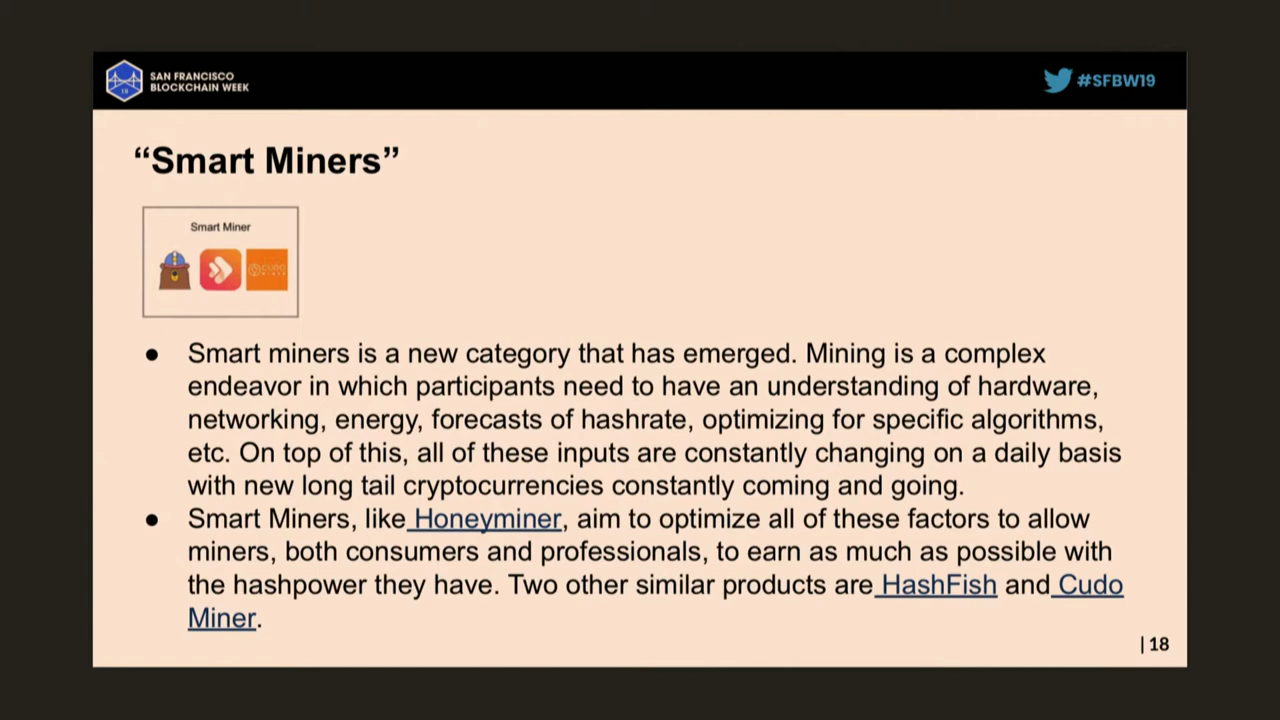 SAN FRANCISCO
BLOCKCHAIN WEEK
19
#SFBW19
“Smart Miners”
Smart Miner
CUDO
MINER
● Smart miners is a new category that has emerged. Mining is a complex
endeavor in which participants need to have an understanding of hardware,
networking, energy, forecasts of hashrate, optimizing for specific algorithms,
etc. On top of this, all of these inputs are constantly changing on a daily basis
with new long tail cryptocurrencies constantly coming and going.
● Smart Miners, like Honeyminer, aim to optimize all of these factors to allow
miners, both consumers and professionals, to earn as much as possible with
the hashpower they have. Two other similar products are HashFish and Cudo
Miner.
| 18